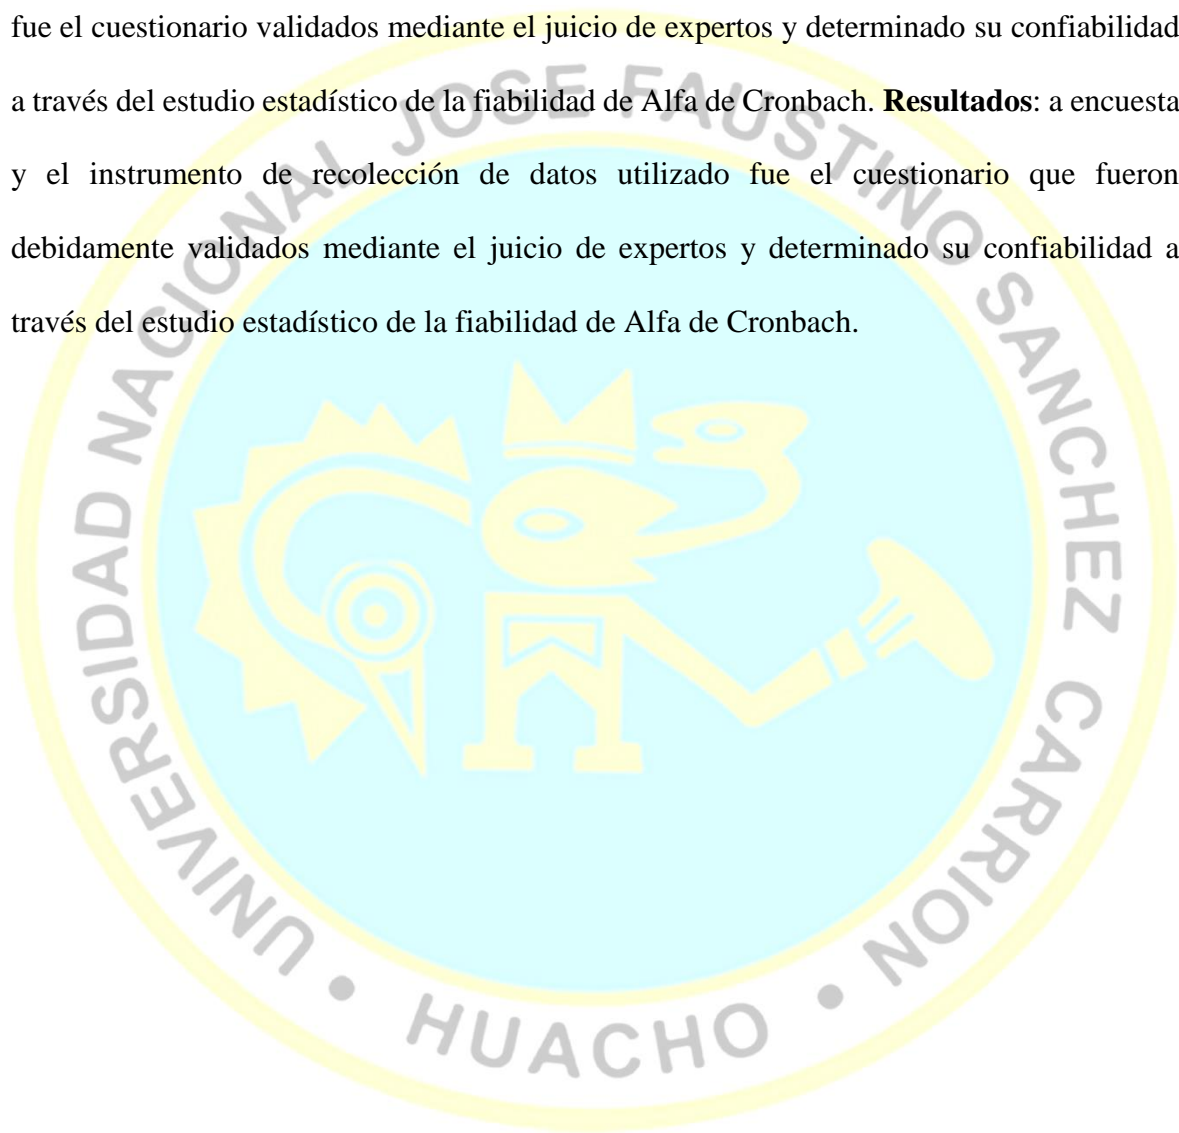 fue el cuestionario validados mediante el juicio de expertos y determinado su confiabilidad
a través del estudio estadístico de la fiabilidad de Alfa de Cronbach. Resultados: a encuesta
y el instrumento de recolección de datos utilizado fue el cuestionario que fueron
debidamente validados mediante el juicio de expertos y determinado su confiabilidad a
través del estudio estadístico de la fiabilidad de Alfa de Cronbach.
UNIVERSIDAD NACIONAL JOSE FAUSTINO SANCHEZ CARRION • HUACHO •